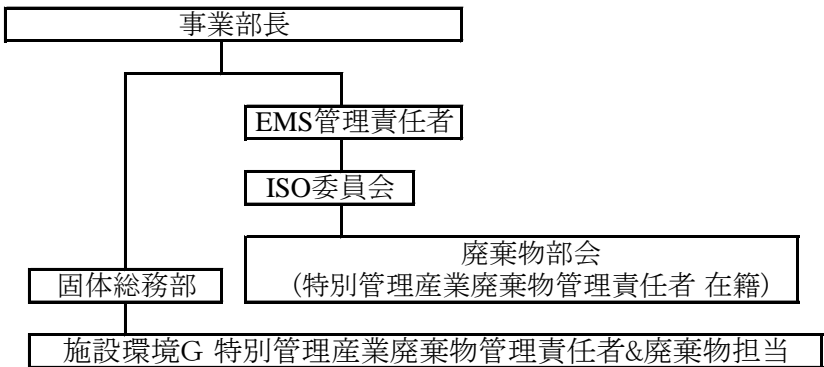 事業部長
EMS管理責任者
ISO委員会
廃棄物部会
(特別管理産業廃棄物管理責任者 在籍)
固体総務部
施設環境G 特別管理産業廃棄物管理責任者&廃棄物担当